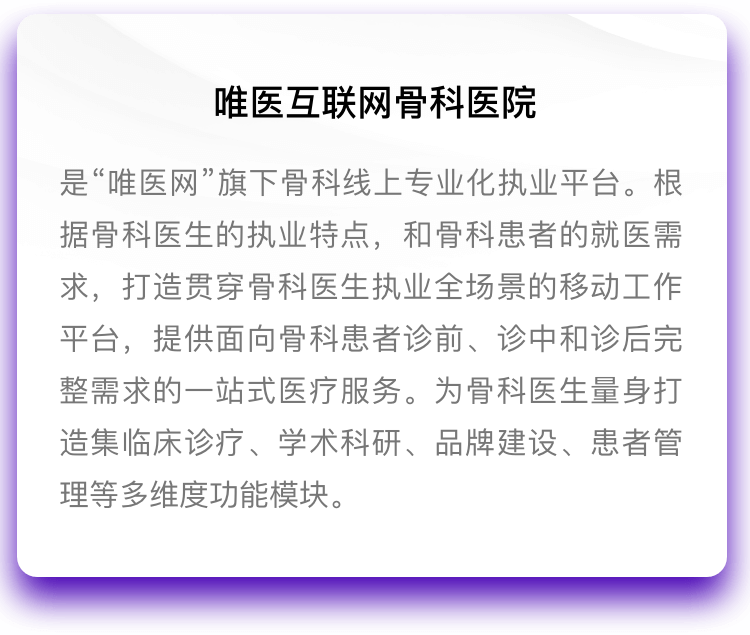 唯医互联网骨科医院
是“唯医网”旗下骨科线上专业化执业平台。根
据骨科医生的执业特点，和骨科患者的就医需
求，打造贯穿骨科医生执业全场景的移动工作
平台，提供面向骨科患者诊前、诊中和诊后完
整需求的一站式医疗服务。为骨科医生量身打
造集临床诊疗、学术科研、品牌建设、患者管
理等多维度功能模块。